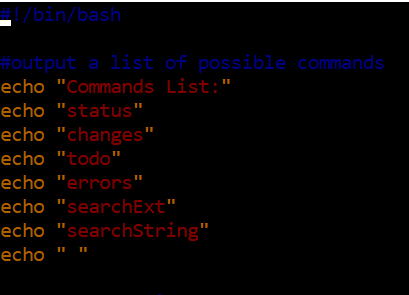 #!/bin/bash
#output a list of possible commands
echo "Commands List:"
echo "status"
echo "changes"
echo "todo"
echo "errors"
echo "searchExt"
echo "searchString"
echo " "